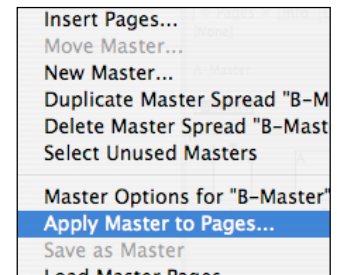 Insert Pages...
Move Master...
New Master...
Duplicate Master Spread "B-M
Delete Master Spread "B-Mast
Select Unused Masters
Master Options for "B-Master"
Apply Master to Pages...
Save as Master
Load Master Pages